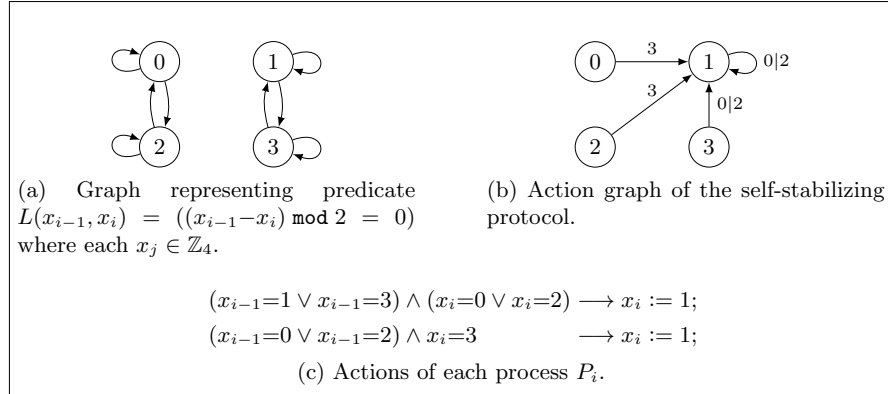 0
1
2
3
0
1
2
3
3
3
0|2
0|2
(a) Graph representing predicate
L(x_{i−1}, x_i) = ((x_{i−1}−x_i) mod 2 = 0)
where each x_j ∈ ℤ_4.
(b) Action graph of the self-stabilizing
protocol.
(x_{i−1}=1 ∨ x_{i−1}=3) ∧ (x_i=0 ∨ x_i=2) ⟶ x_i := 1;
(x_{i−1}=0 ∨ x_{i−1}=2) ∧ x_i=3 ⟶ x_i := 1;
(c) Actions of each process P_i.